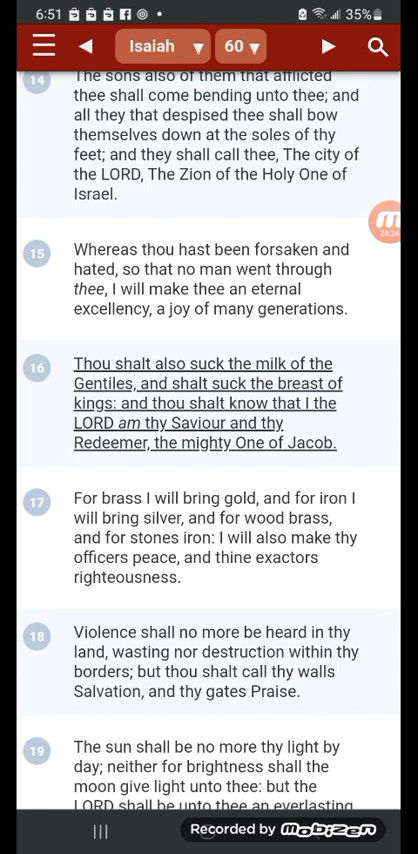 6:51
35%
Isaiah
60
14
The sons also of them that afflicted
thee shall come bending unto thee; and
all they that despised thee shall bow
themselves down at the soles of thy
feet; and they shall call thee, The city of
the LORD, The Zion of the Holy One of
Israel.
26:24
15
Whereas thou hast been forsaken and
hated, so that no man went through
thee, I will make thee an eternal
excellency, a joy of many generations.
16
Thou shalt also suck the milk of the
Gentiles, and shalt suck the breast of
kings: and thou shalt know that I the
LORD am thy Saviour and thy
Redeemer, the mighty One of Jacob.
17
For brass I will bring gold, and for iron I
will bring silver, and for wood brass,
and for stones iron: I will also make thy
officers peace, and thine exactors
righteousness.
18
Violence shall no more be heard in thy
land, wasting nor destruction within thy
borders; but thou shalt call thy walls
Salvation, and thy gates Praise.
19
The sun shall be no more thy light by
day; neither for brightness shall the
moon give light unto thee: but the
LORD shall be unto thee an everlasting
Recorded by mobizen